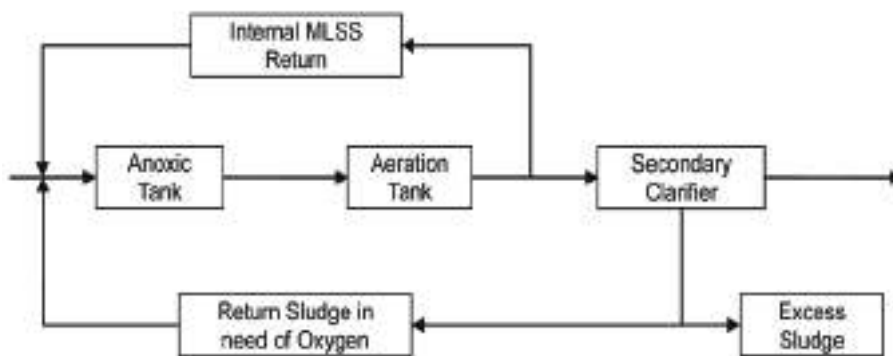 Internal MLSS
Return
Anoxic
Tank
Aeration
Tank
Secondary
Clarifier
Return Sludge in
need of Oxygen
Excess
Sludge